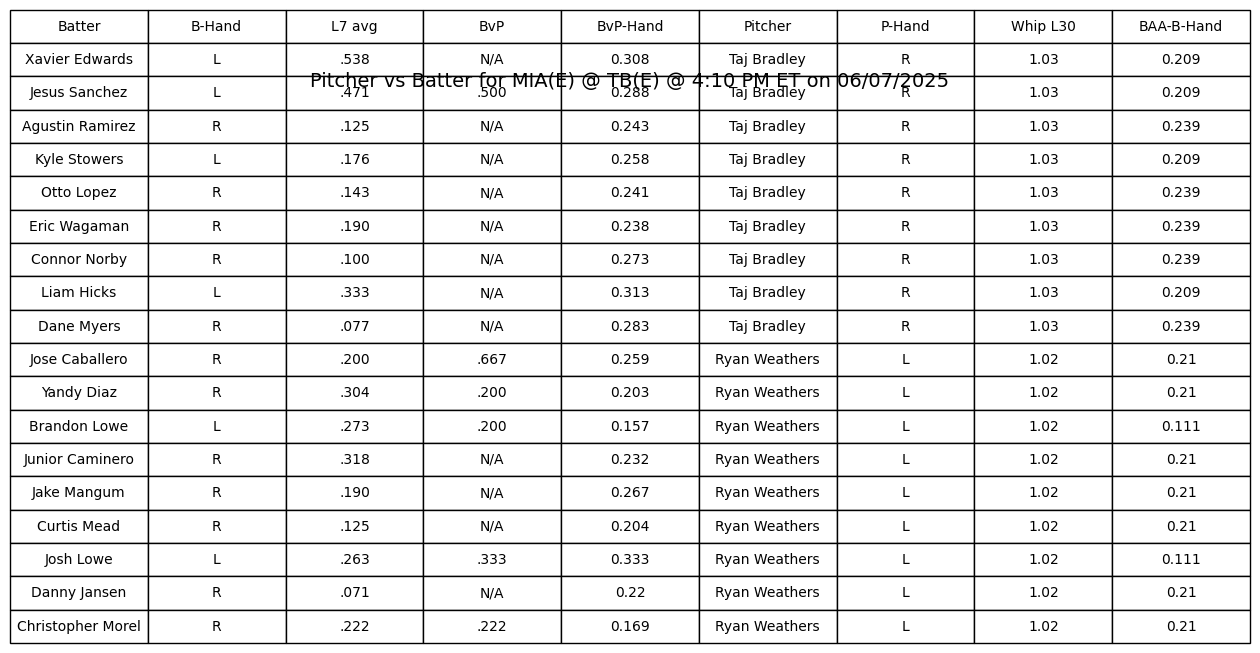 Batter B-Hand L7 avg BvP BvP-Hand Pitcher P-Hand Whip L30 BAA-B-Hand
Xavier Edwards L .538 N/A 0.308 Taj Bradley R 1.03 0.209
Pitcher vs Batter for MIA(E) @ TB(E) @ 4:10 PM ET on 06/07/2025
Jesus Sanchez L .471 .500 0.288 Taj Bradley R 1.03 0.209
Agustin Ramirez R .125 N/A 0.243 Taj Bradley R 1.03 0.239
Kyle Stowers L .176 N/A 0.258 Taj Bradley R 1.03 0.209
Otto Lopez R .143 N/A 0.241 Taj Bradley R 1.03 0.239
Eric Wagaman R .190 N/A 0.238 Taj Bradley R 1.03 0.239
Connor Norby R .100 N/A 0.273 Taj Bradley R 1.03 0.239
Liam Hicks L .333 N/A 0.313 Taj Bradley R 1.03 0.209
Dane Myers R .077 N/A 0.283 Taj Bradley R 1.03 0.239
Jose Caballero R .200 .667 0.259 Ryan Weathers L 1.02 0.21
Yandy Diaz R .304 .200 0.203 Ryan Weathers L 1.02 0.21
Brandon Lowe L .273 .200 0.157 Ryan Weathers L 1.02 0.111
Junior Caminero R .318 N/A 0.232 Ryan Weathers L 1.02 0.21
Jake Mangum R .190 N/A 0.267 Ryan Weathers L 1.02 0.21
Curtis Mead R .125 N/A 0.204 Ryan Weathers L 1.02 0.21
Josh Lowe L .263 .333 0.333 Ryan Weathers L 1.02 0.111
Danny Jansen R .071 N/A 0.22 Ryan Weathers L 1.02 0.21
Christopher Morel R .222 .222 0.169 Ryan Weathers L 1.02 0.21